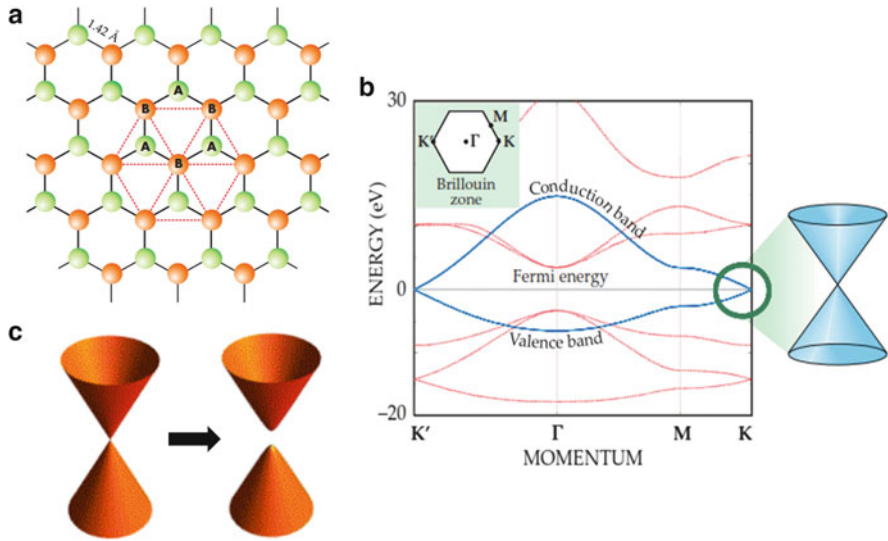 a
1.42 Å
A
B
B
A
A
B
b
ENERGY (eV)
30
0
–20
K′
Γ
M
K
Brillouin
zone
Conduction band
Fermi energy
Valence band
K′
Γ
M
K
MOMENTUM
c